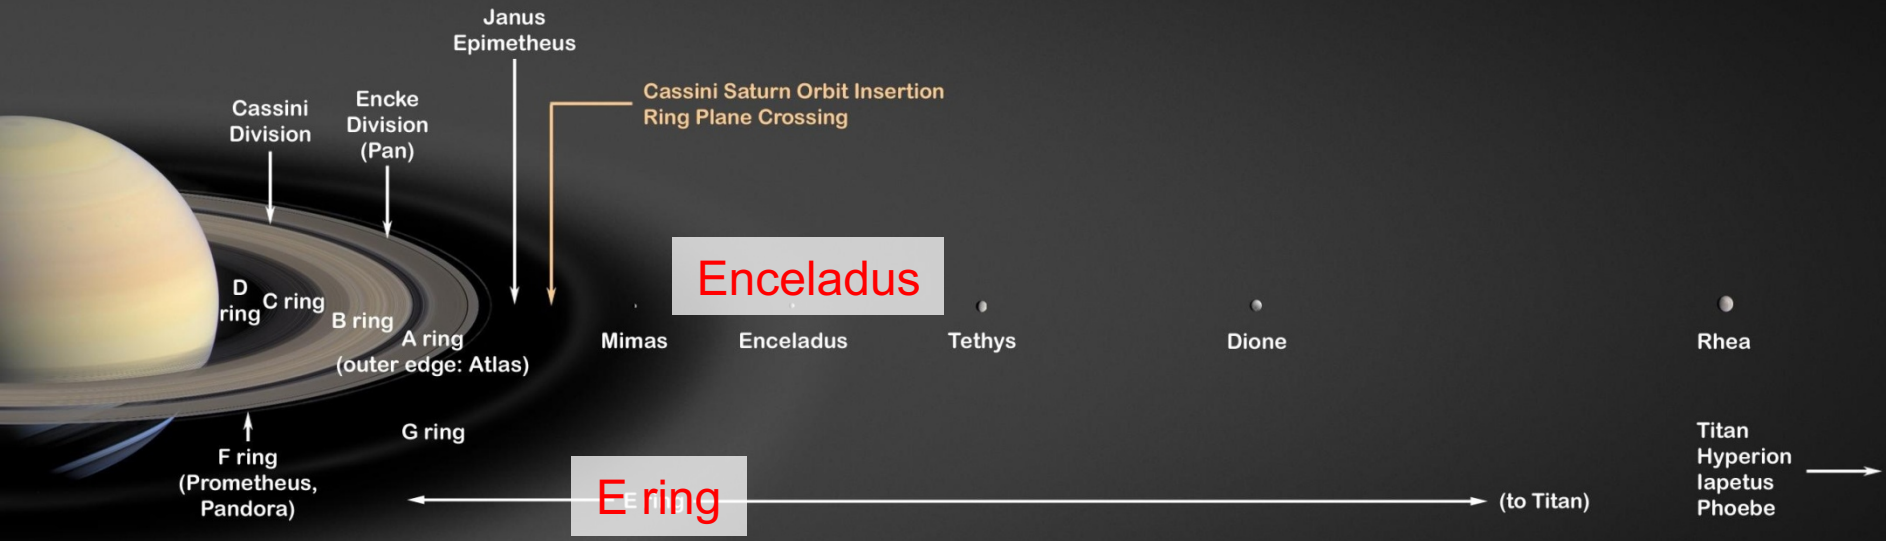 Janus
Epimetheus
Cassini Saturn Orbit Insertion
Ring Plane Crossing
Encke
Division
(Pan)
Cassini
Division
Enceladus
D
ring
C ring
B ring
A ring
(outer edge: Atlas)
Mimas
Enceladus
Tethys
Dione
Rhea
G ring
F ring
(Prometheus,
Pandora)
E ring
E ring
(to Titan)
Titan
Hyperion
Iapetus
Phoebe